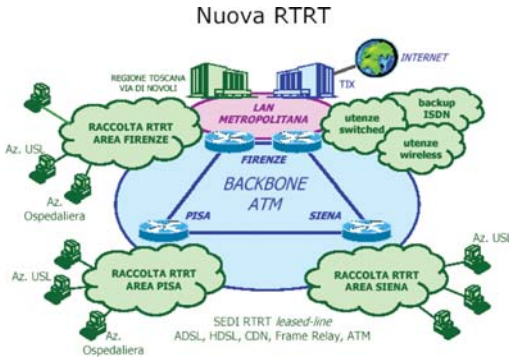 Nuova RTRT
REGIONE TOSCANA
VIA DI NOVOLI
TIX
INTERNET
LAN
METROPOLITANA
RACCOLTA RTRT
AREA FIRENZE
utenze
switched
backup
ISDN
utenze
wireless
Az. USL
Az.
Ospedaliera
FIRENZE
BACKBONE
ATM
PISA
SIENA
Az. USL
RACCOLTA RTRT
AREA PISA
Az.
Ospedaliera
RACCOLTA RTRT
AREA SIENA
Az. USL
SEDI RTRT leased-line
ADSL, HDSL, CDN, Frame Relay, ATM